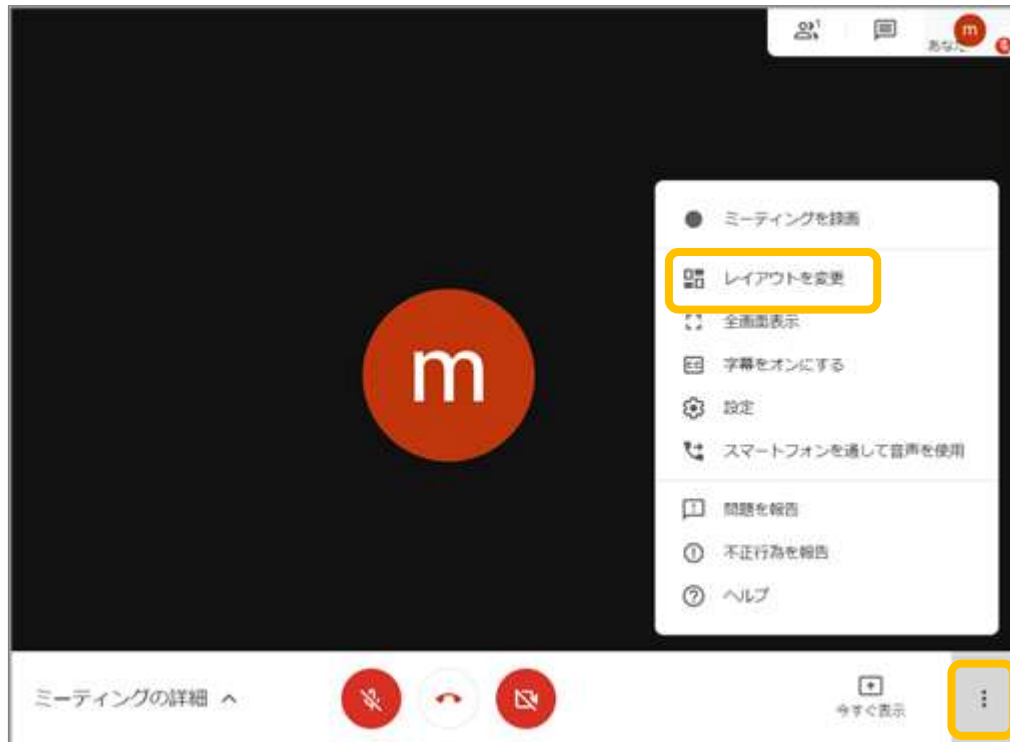 1
m
あなた
ミーティングを録画
レイアウトを変更
全画面表示
字幕をオンにする
設定
スマートフォンを通して音声を使用
m
問題を報告
不正行為を報告
ヘルプ
ミーティングの詳細
今すぐ表示